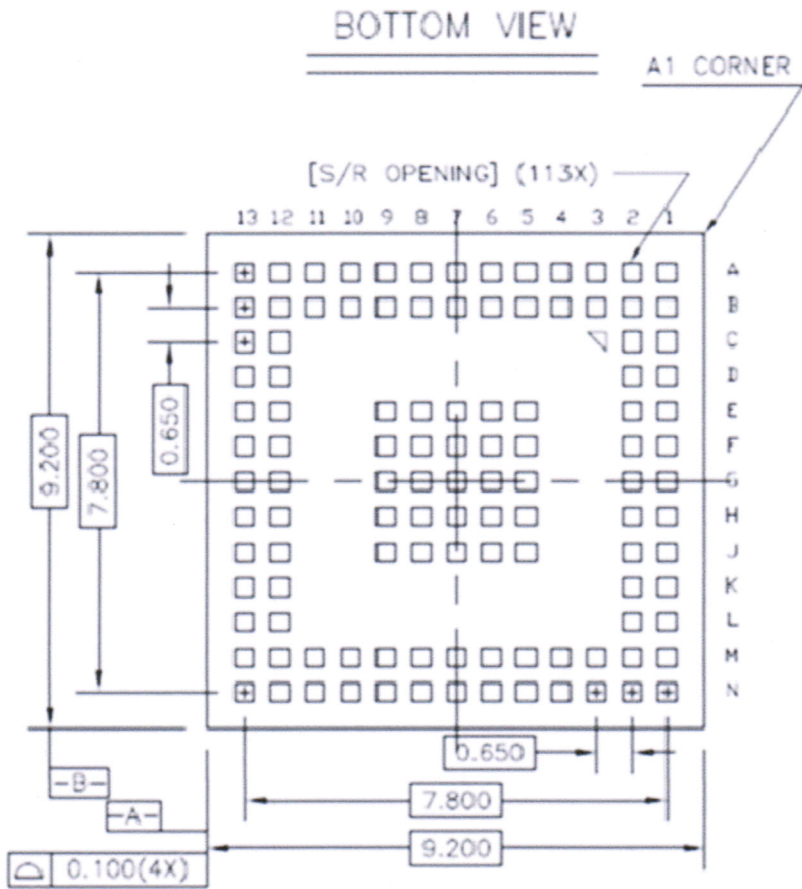 BOTTOM VIEW
A1 CORNER
[S/R OPENING] (113X)
13 12 11 10 9 8 7 6 5 4 3 2 1
A
B
C
D
E
F
G
H
J
K
L
M
N
9.200
7.800
0.650
0.650
7.800
9.200
-B-
-A-
0.100(4X)